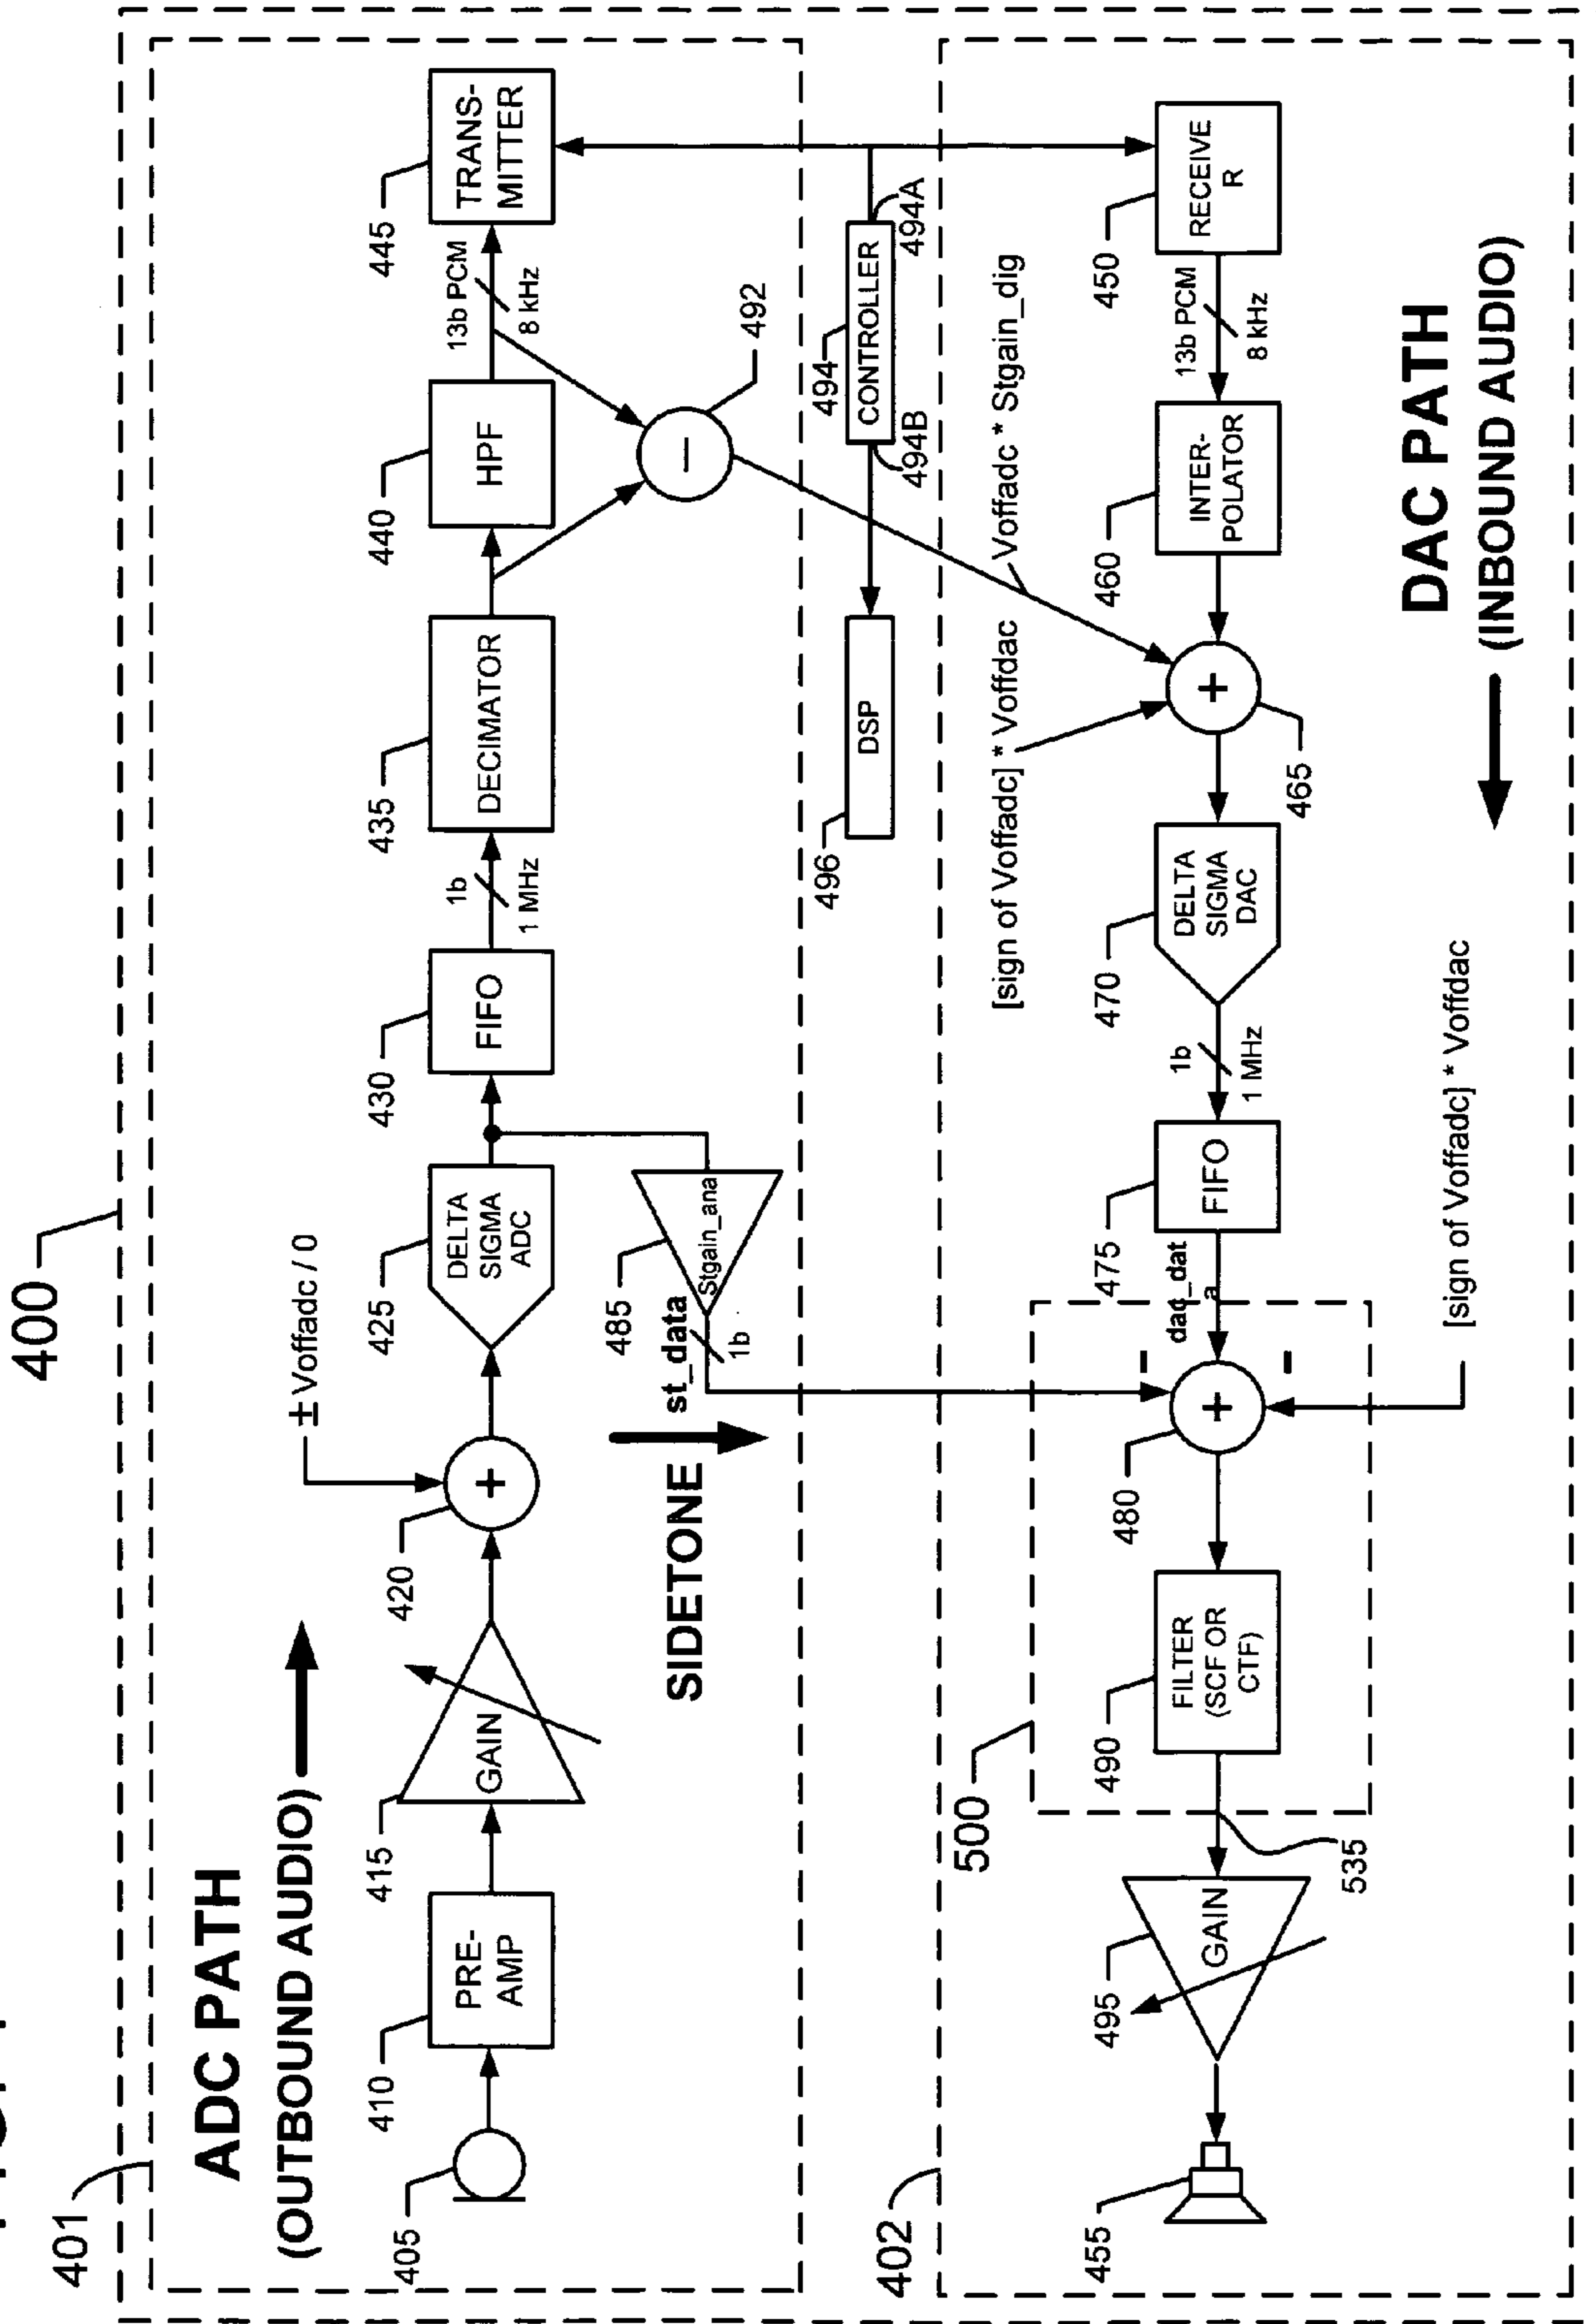 400
401
ADC PATH
(OUTBOUND AUDIO)
405
410
PRE-
AMP
415
GAIN
420
± Voffadc / 0
425
DELTA
SIGMA
ADC
430
FIFO
1b
1 MHz
435
DECIMATOR
440
HPF
13b PCM
8 kHz
445
TRANS-
MITTER
492
SIDETONE
st_data
1b
485
Stgain_ana
496
DSP
494
CONTROLLER
494B
494A
402
455
495
GAIN
535
500
490
FILTER
(SCF OR
CTF)
480
-
dac_dat
a
-
[sign of Voffadc] * Voffdac
475
FIFO
1b
1 MHz
470
DELTA
SIGMA
DAC
[sign of Voffadc] * Voffdac
465
Voffadc * Stgain_dig
460
INTER-
POLATOR
13b PCM
8 kHz
450
RECEIVE
R
DAC PATH
(INBOUND AUDIO)